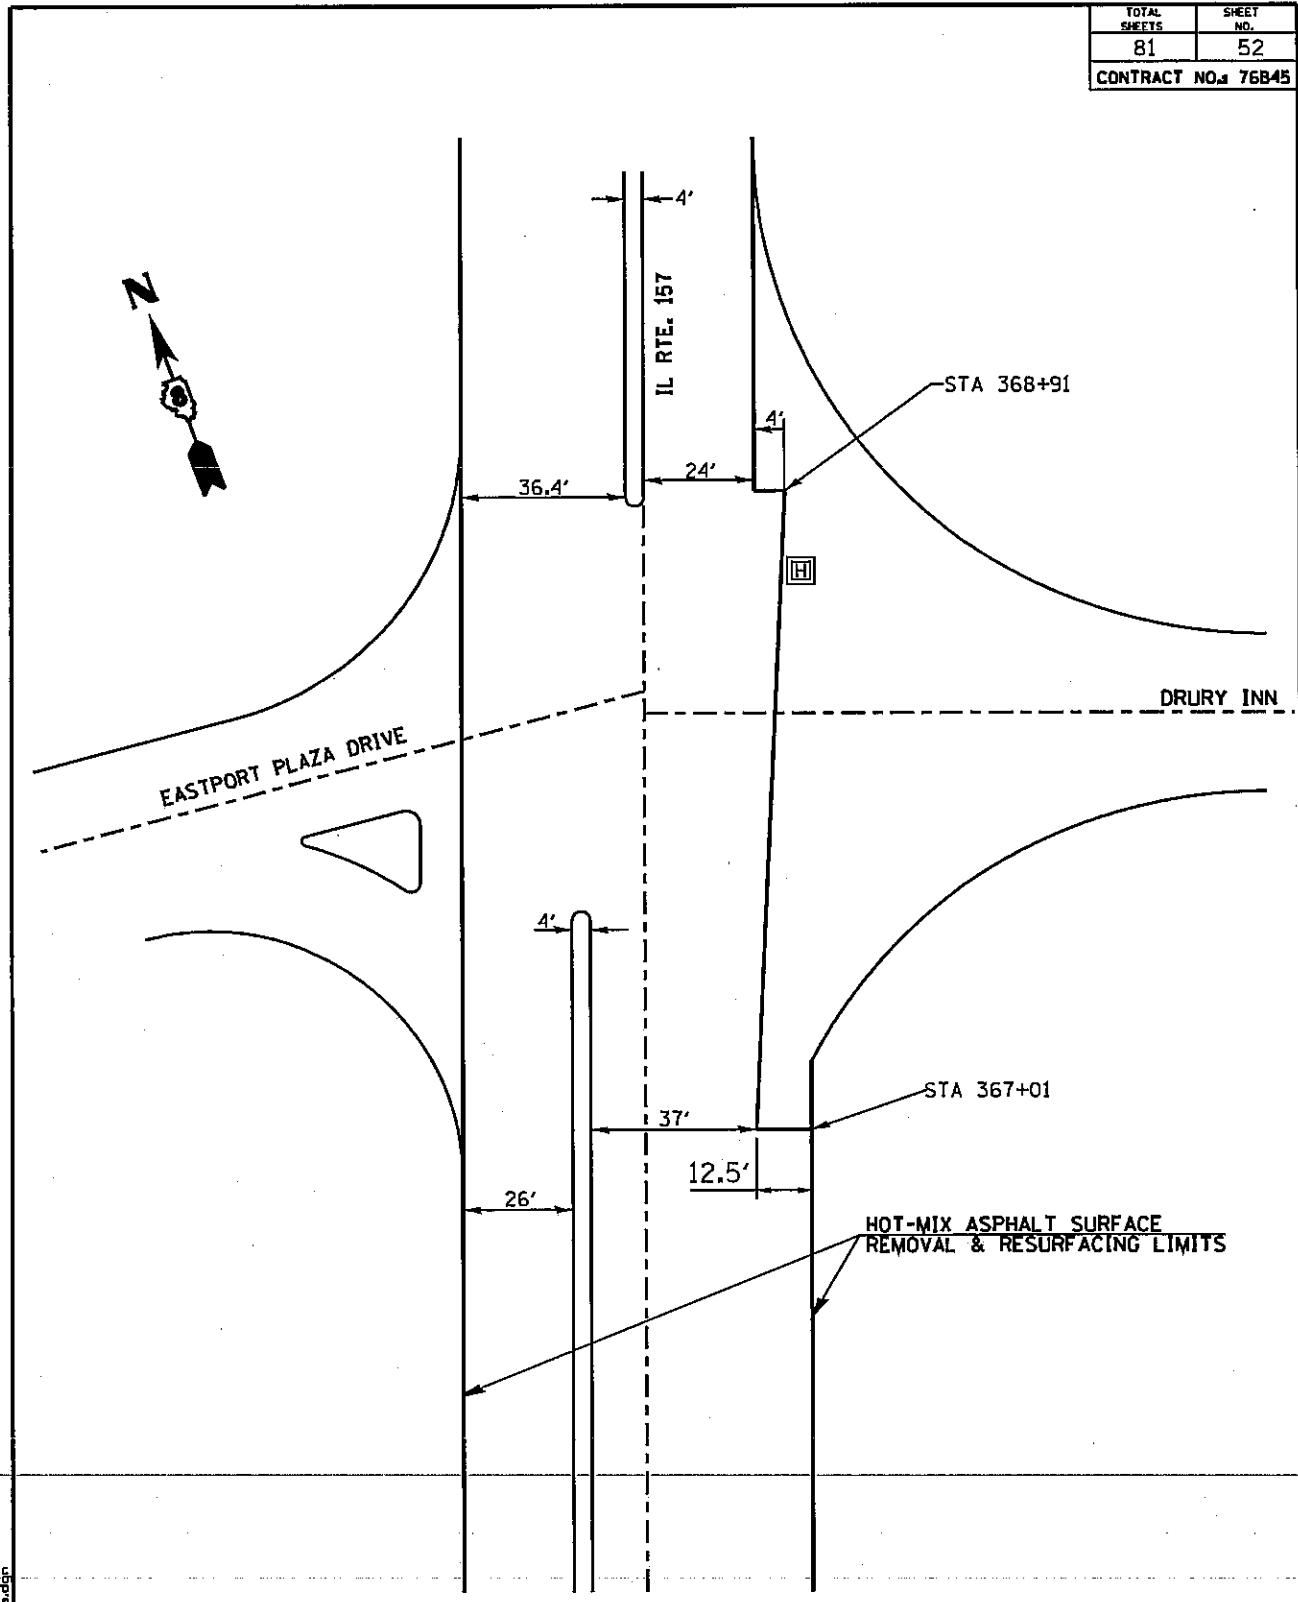 TOTAL SHEETS
SHEET NO.
81
52
CONTRACT NO.: 76B45
4'
N
IL RTE. 157
8
STA 368+91
4'
24'
36.4'
H
DRURY INN
EASTPORT PLAZA DRIVE
4'
STA 367+01
37'
12.5'
26'
HOT-MIX ASPHALT SURFACE
REMOVAL & RESURFACING LIMITS